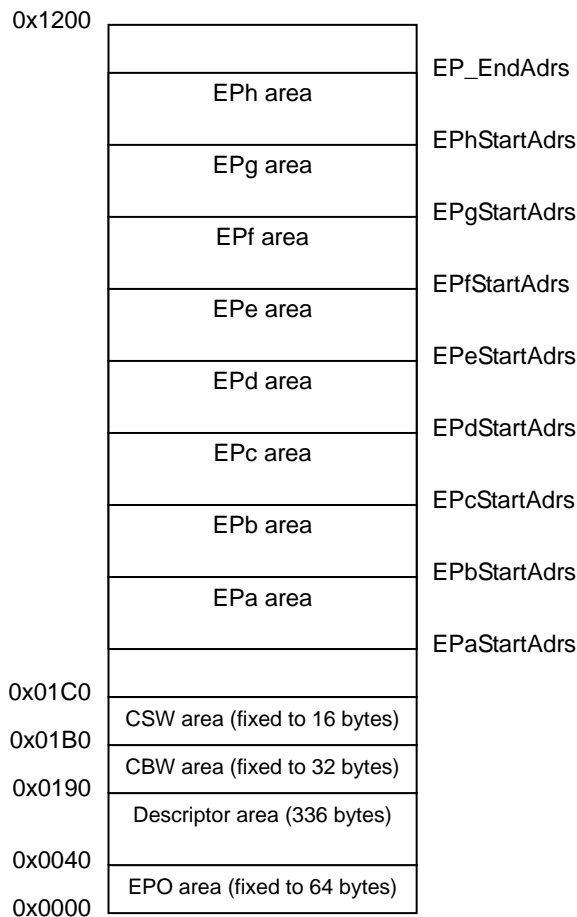 0x1200
EP_EndAdrs
EPh area
EPhStartAdrs
EPg area
EPgStartAdrs
EPf area
EPfStartAdrs
EPe area
EPeStartAdrs
EPd area
EPdStartAdrs
EPc area
EPcStartAdrs
EPb area
EPbStartAdrs
EPa area
EPaStartAdrs
0x01C0
CSW area (fixed to 16 bytes)
0x01B0
CBW area (fixed to 32 bytes)
0x0190
Descriptor area (336 bytes)
0x0040
EPO area (fixed to 64 bytes)
0x0000